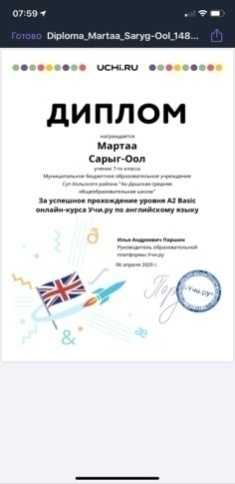 07:59
Готово Diploma_Martaa_Saryg-Ool_148...
UCHi.RU
ДИПЛОМ
награждается
Мартаа
Сарыг-Оол
ученик 7-го класса
Муниципальное бюджетное образовательное учреждение
Сут-Хольского района "Ак-Дашская средняя
общеобразовательная школа"
За успешное прохождение уровня A2 Basic
онлайн-курса Учи.ру по английскому языку
Илья Андреевич Паршин
Руководитель образовательной
платформы Учи.ру
06 апреля 2020 г.
«Учи.ру»
&
æ